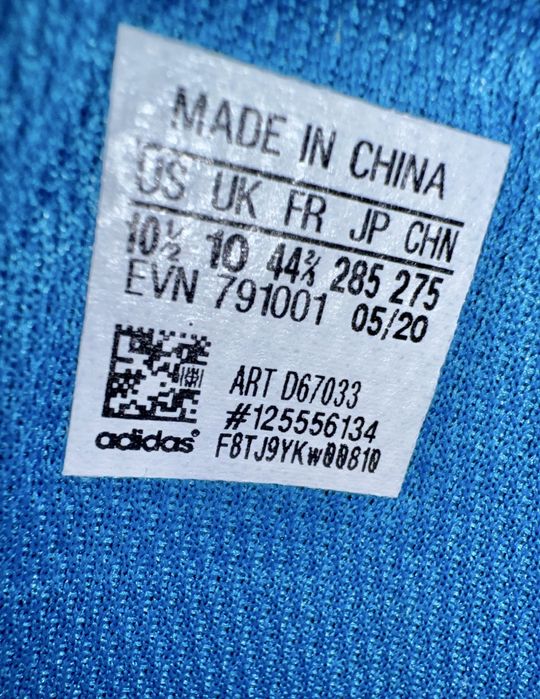 MADE IN CHINA
US UK FR JP CHN
10½ 10 44⅔ 285 275
EVN 791001 05/20
ART D67033
#125556134
F8TJ9YKW00810
adidas